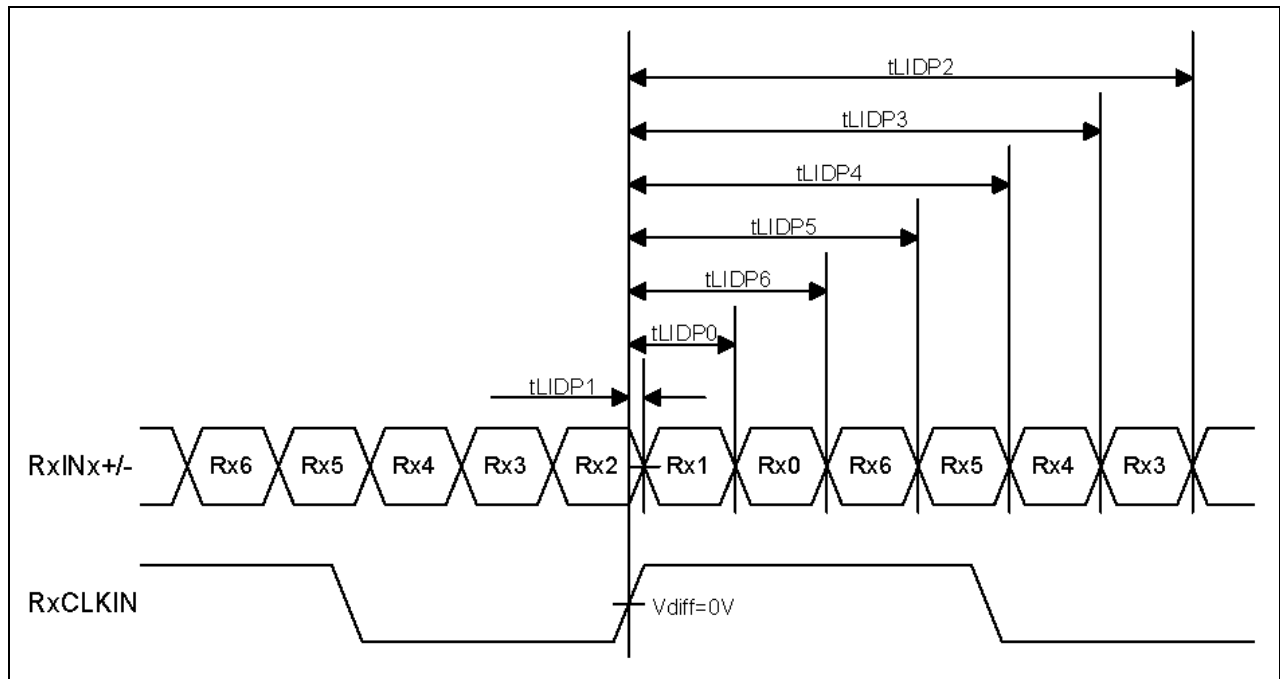 tLIDP2
tLIDP3
tLIDP4
tLIDP5
tLIDP6
tLIDP0
tLIDP1
RxINx+/- Rx6 Rx5 Rx4 Rx3 Rx2 Rx1 Rx0 Rx6 Rx5 Rx4 Rx3
RxCLKIN Vdiff=0V